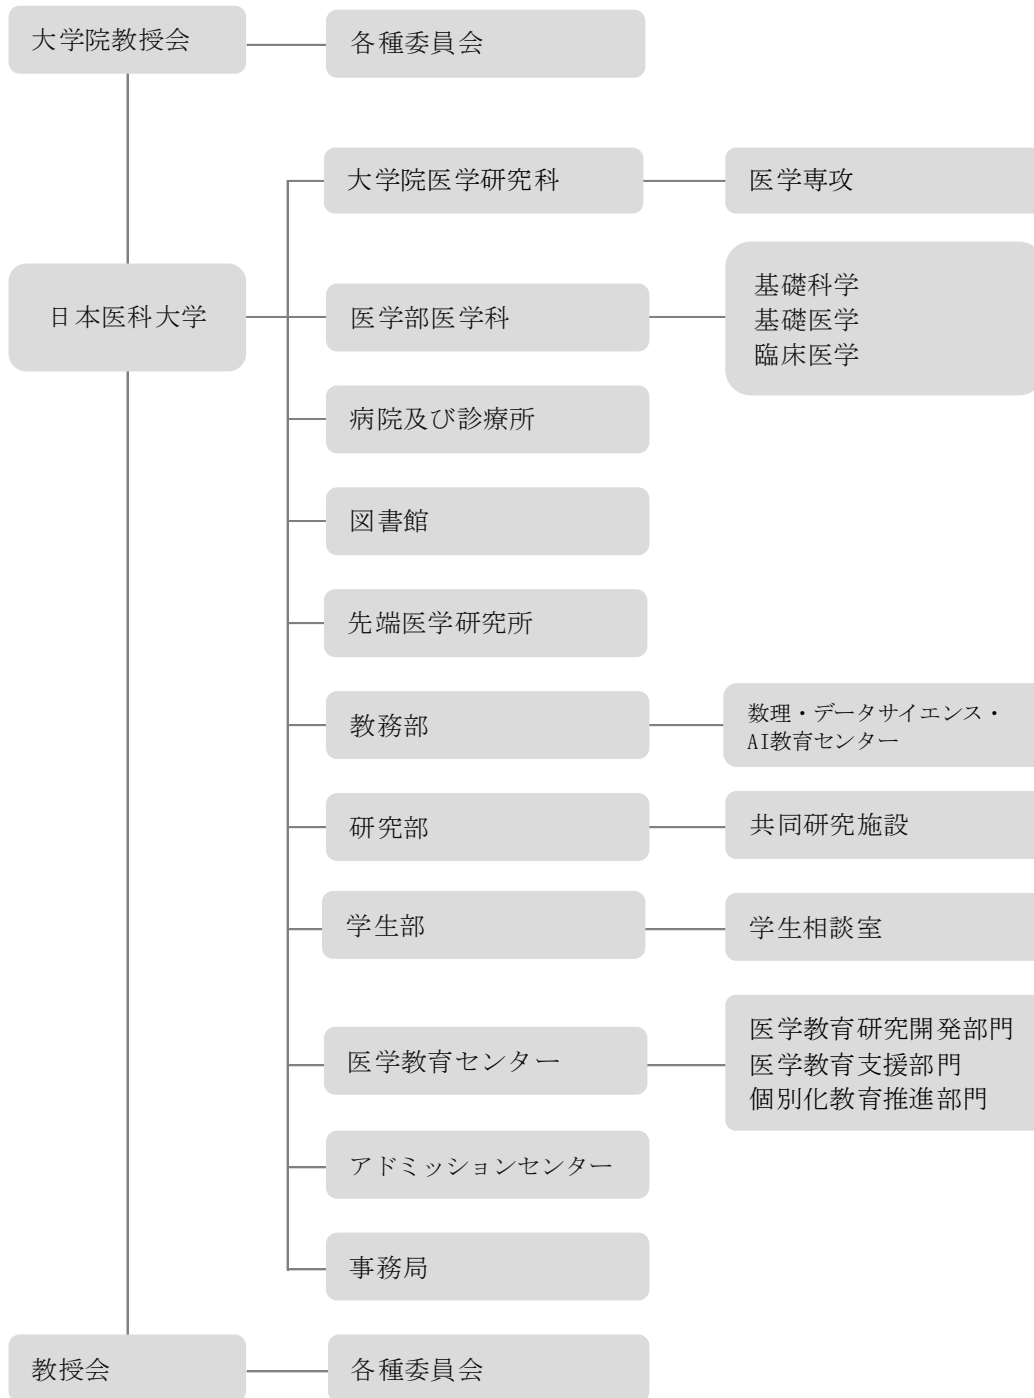 大学院教授会
各種委員会
大学院医学研究科
医学専攻
日本医科大学
医学部医学科
基礎科学
基礎医学
臨床医学
病院及び診療所
図書館
先端医学研究所
教務部
数理・データサイエンス・
AI教育センター
研究部
共同研究施設
学生部
学生相談室
医学教育センター
医学教育研究開発部門
医学教育支援部門
個別化教育推進部門
アドミッションセンター
事務局
教授会
各種委員会